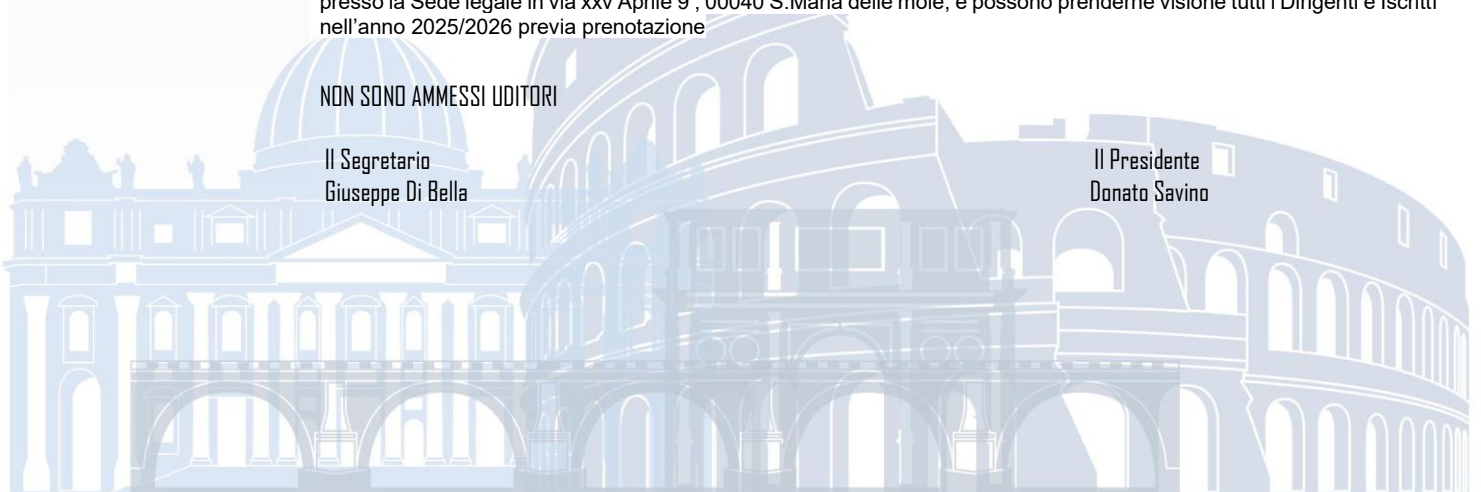 presso la Sede legale in via xxv Aprile 9 , 00040 S.Maria delle mole, e possono prenderne visione tutti i Dirigenti e Iscritti
nell’anno 2025/2026 previa prenotazione
NON SONO AMMESSI UDITORI
Il Segretario
Il Presidente
Giuseppe Di Bella
Donato Savino